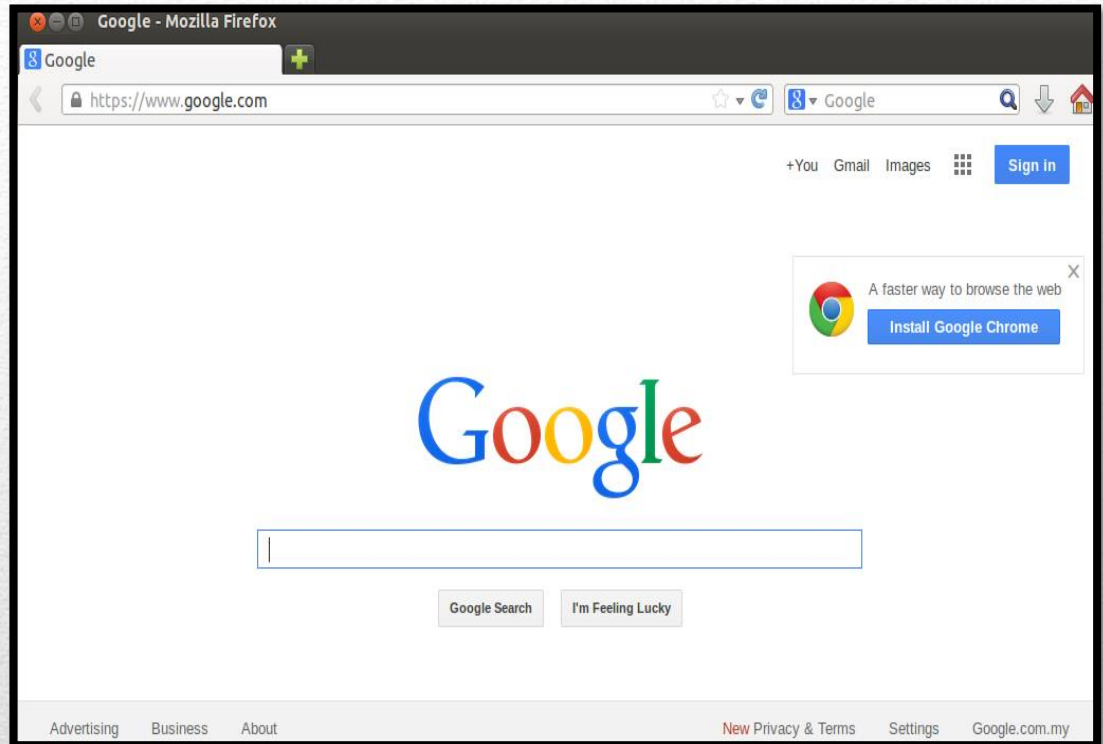 Google - Mozilla Firefox
Google
https://www.google.com
Google
+You Gmail Images Sign in
A faster way to browse the web
Install Google Chrome
Google
Google Search I'm Feeling Lucky
Advertising Business About New Privacy & Terms Settings Google.com.my